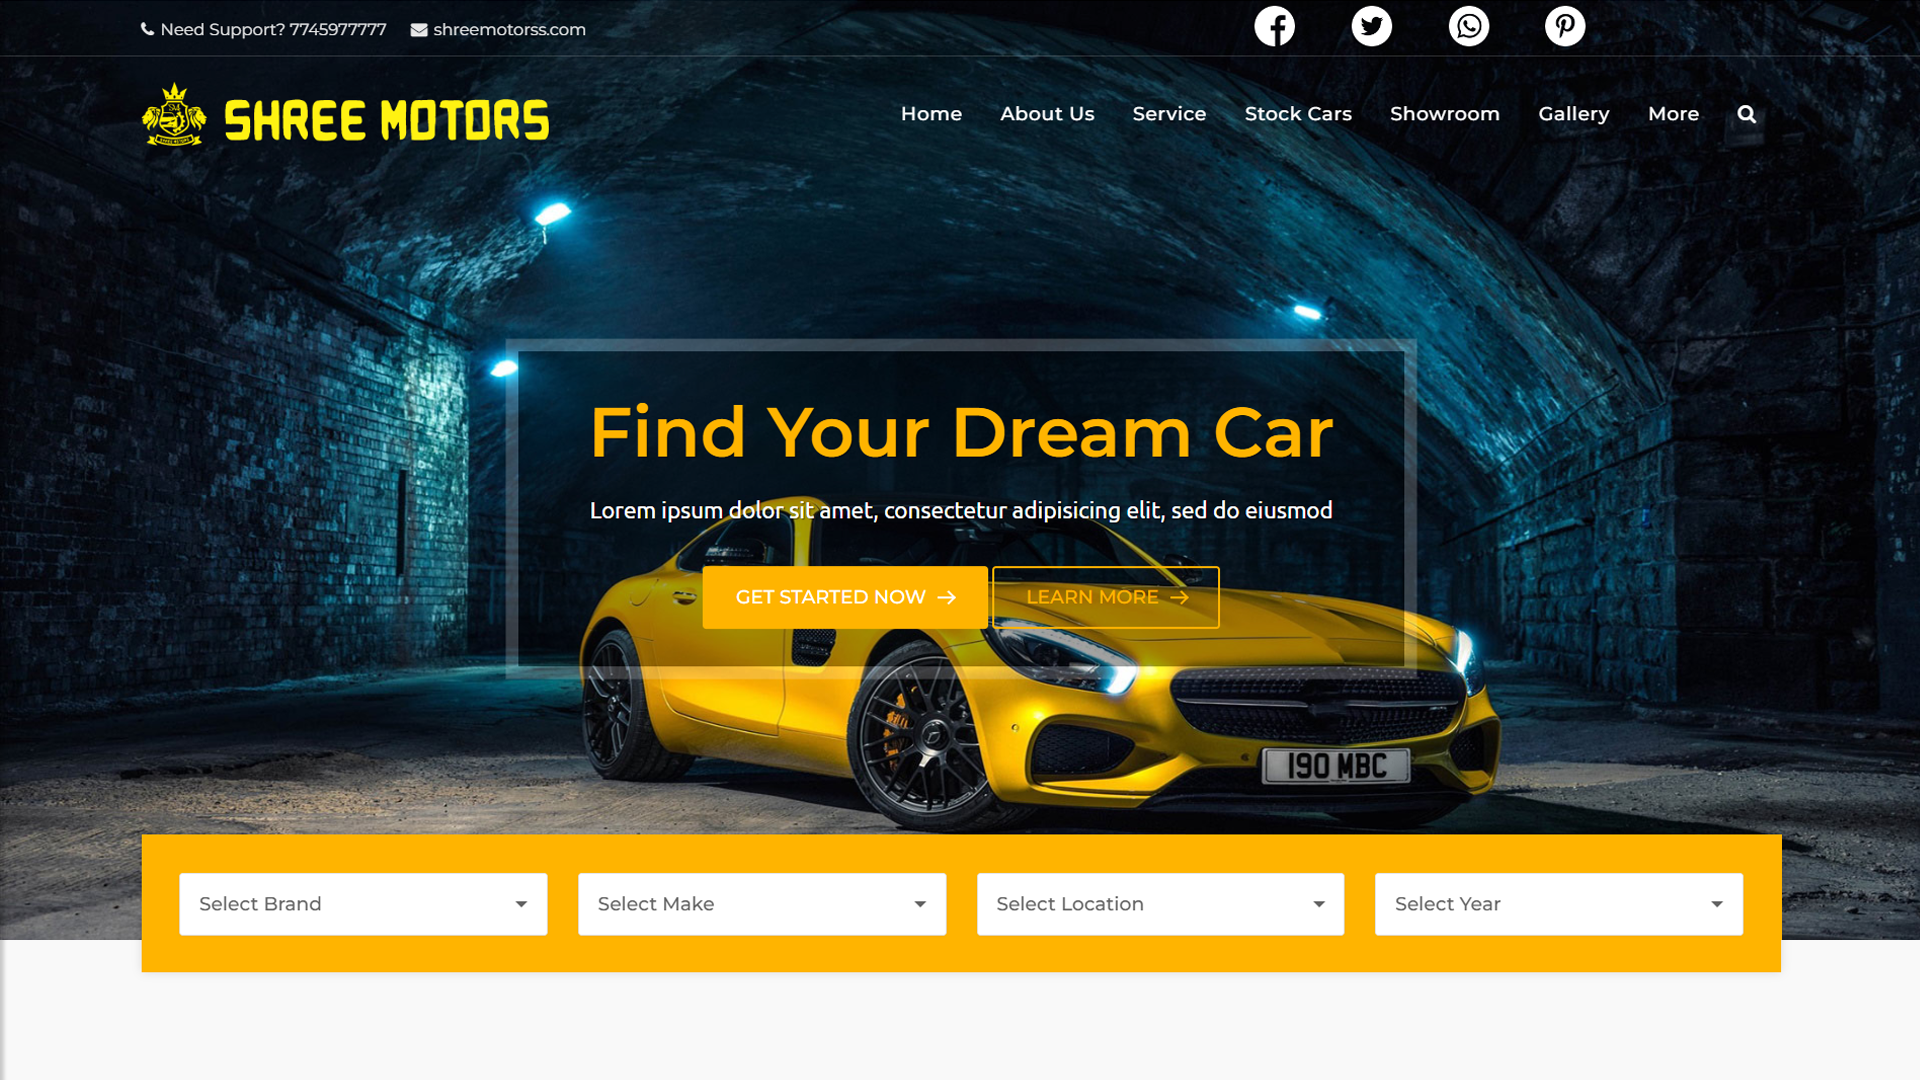 Need Support? 7745977777 shreemotorss.com
SHREE MOTORS
Home About Us Service Stock Cars Showroom Gallery More
Find Your Dream Car
Lorem ipsum dolor sit amet, consectetur adipisicing elit, sed do eiusmod
GET STARTED NOW LEARN MORE
190 MBC
Select Brand Select Make Select Location Select Year